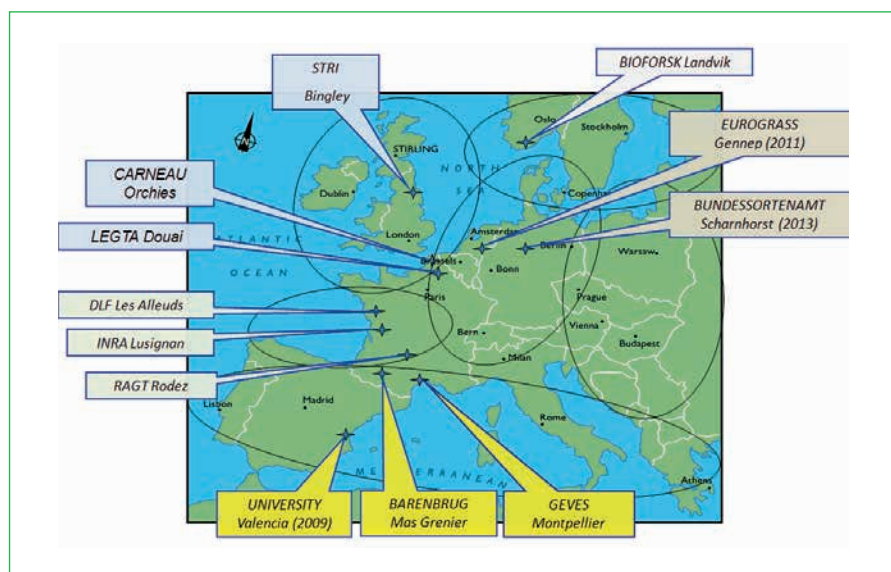 STRI
Bingley
BIOFORSK Landvik
EUROGRASS
Gennep (2011)
CARNEAU
Orchies
BUNDESSORTENAMT
Scharnhorst (2013)
LEGTA Douai
DLF Les Alleuds
INRA Lusignan
RAGT Rodez
UNIVERSITY
Valencia (2009)
BARENBRUG
Mas Grenier
GEVES
Montpellier
Oslo
Stockholm
STIRLING
NORTH
SEA
Dublin
Copenha
London
Amsterdam
Berlin
Warsaw
ATLANTIC
OCEAN
Brussels
Bonn
Paris
Prague
Vienna
Budapest
Bern
Milan
Lisbon
Madrid
Rome
MEDITERRANEAN
Athens